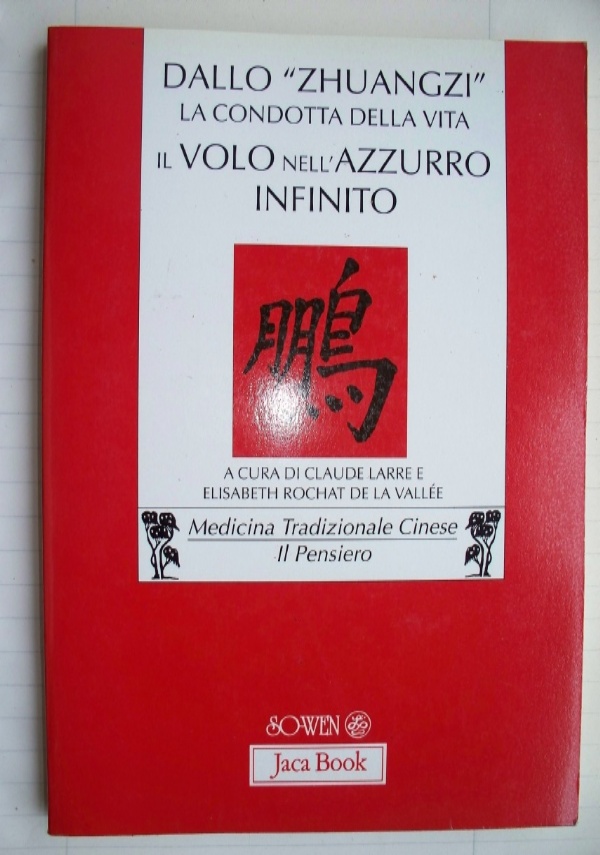 DALLO “ZHUANGZI”
LA CONDOTTA DELLA VITA
IL VOLO NELL'AZZURRO
INFINITO
鵬
A CURA DI CLAUDE LARRE E
ELISABETH ROCHAT DE LA VALLÉE
Medicina Tradizionale Cinese
Il Pensiero
SO-WEN
Jaca Book